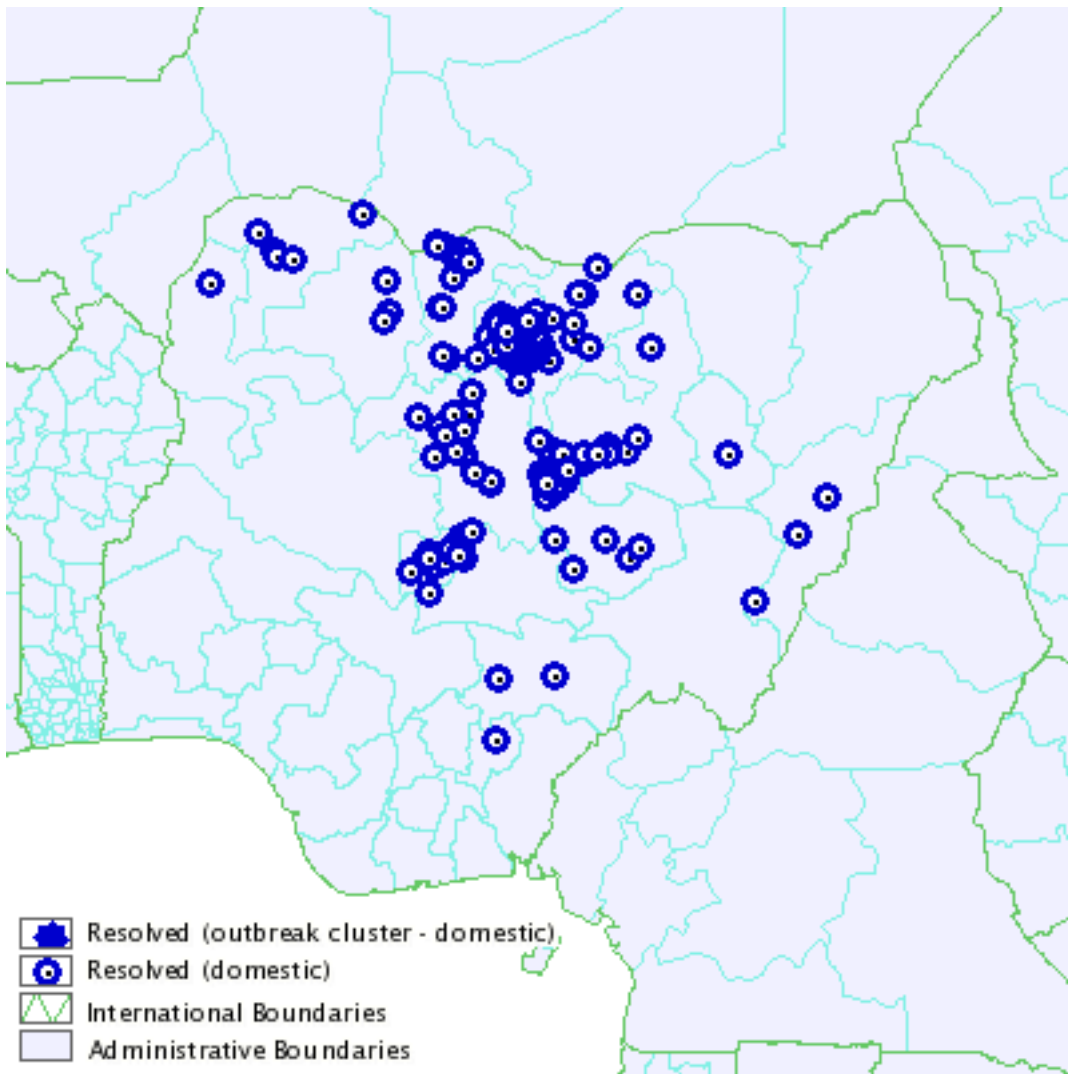 Resolved (outbreak cluster - domestic)
Resolved (domestic)
International Boundaries
Administrative Boundaries